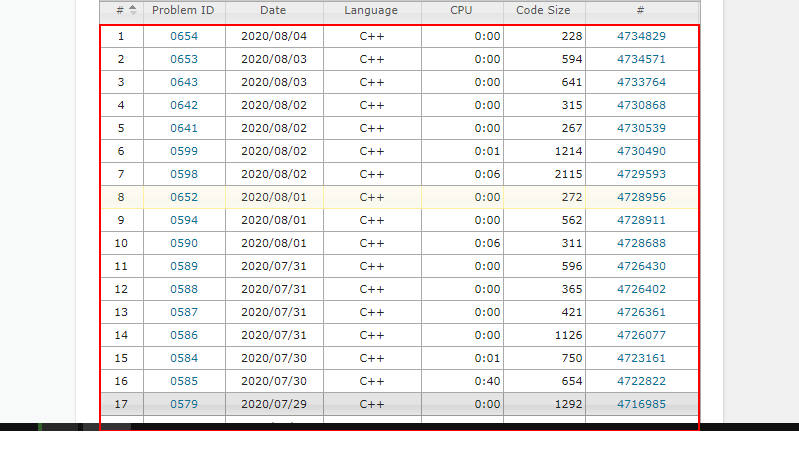 # Problem ID Date Language CPU Code Size #
1 0654 2020/08/04 C++ 0:00 228 4734829
2 0653 2020/08/03 C++ 0:00 594 4734571
3 0643 2020/08/03 C++ 0:00 641 4733764
4 0642 2020/08/02 C++ 0:00 315 4730868
5 0641 2020/08/02 C++ 0:00 267 4730539
6 0599 2020/08/02 C++ 0:01 1214 4730490
7 0598 2020/08/02 C++ 0:06 2115 4729593
8 0652 2020/08/01 C++ 0:00 272 4728956
9 0594 2020/08/01 C++ 0:00 562 4728911
10 0590 2020/08/01 C++ 0:06 311 4728688
11 0589 2020/07/31 C++ 0:00 596 4726430
12 0588 2020/07/31 C++ 0:00 365 4726402
13 0587 2020/07/31 C++ 0:00 421 4726361
14 0586 2020/07/31 C++ 0:00 1126 4726077
15 0584 2020/07/30 C++ 0:01 750 4723161
16 0585 2020/07/30 C++ 0:40 654 4722822
17 0579 2020/07/29 C++ 0:00 1292 4716985